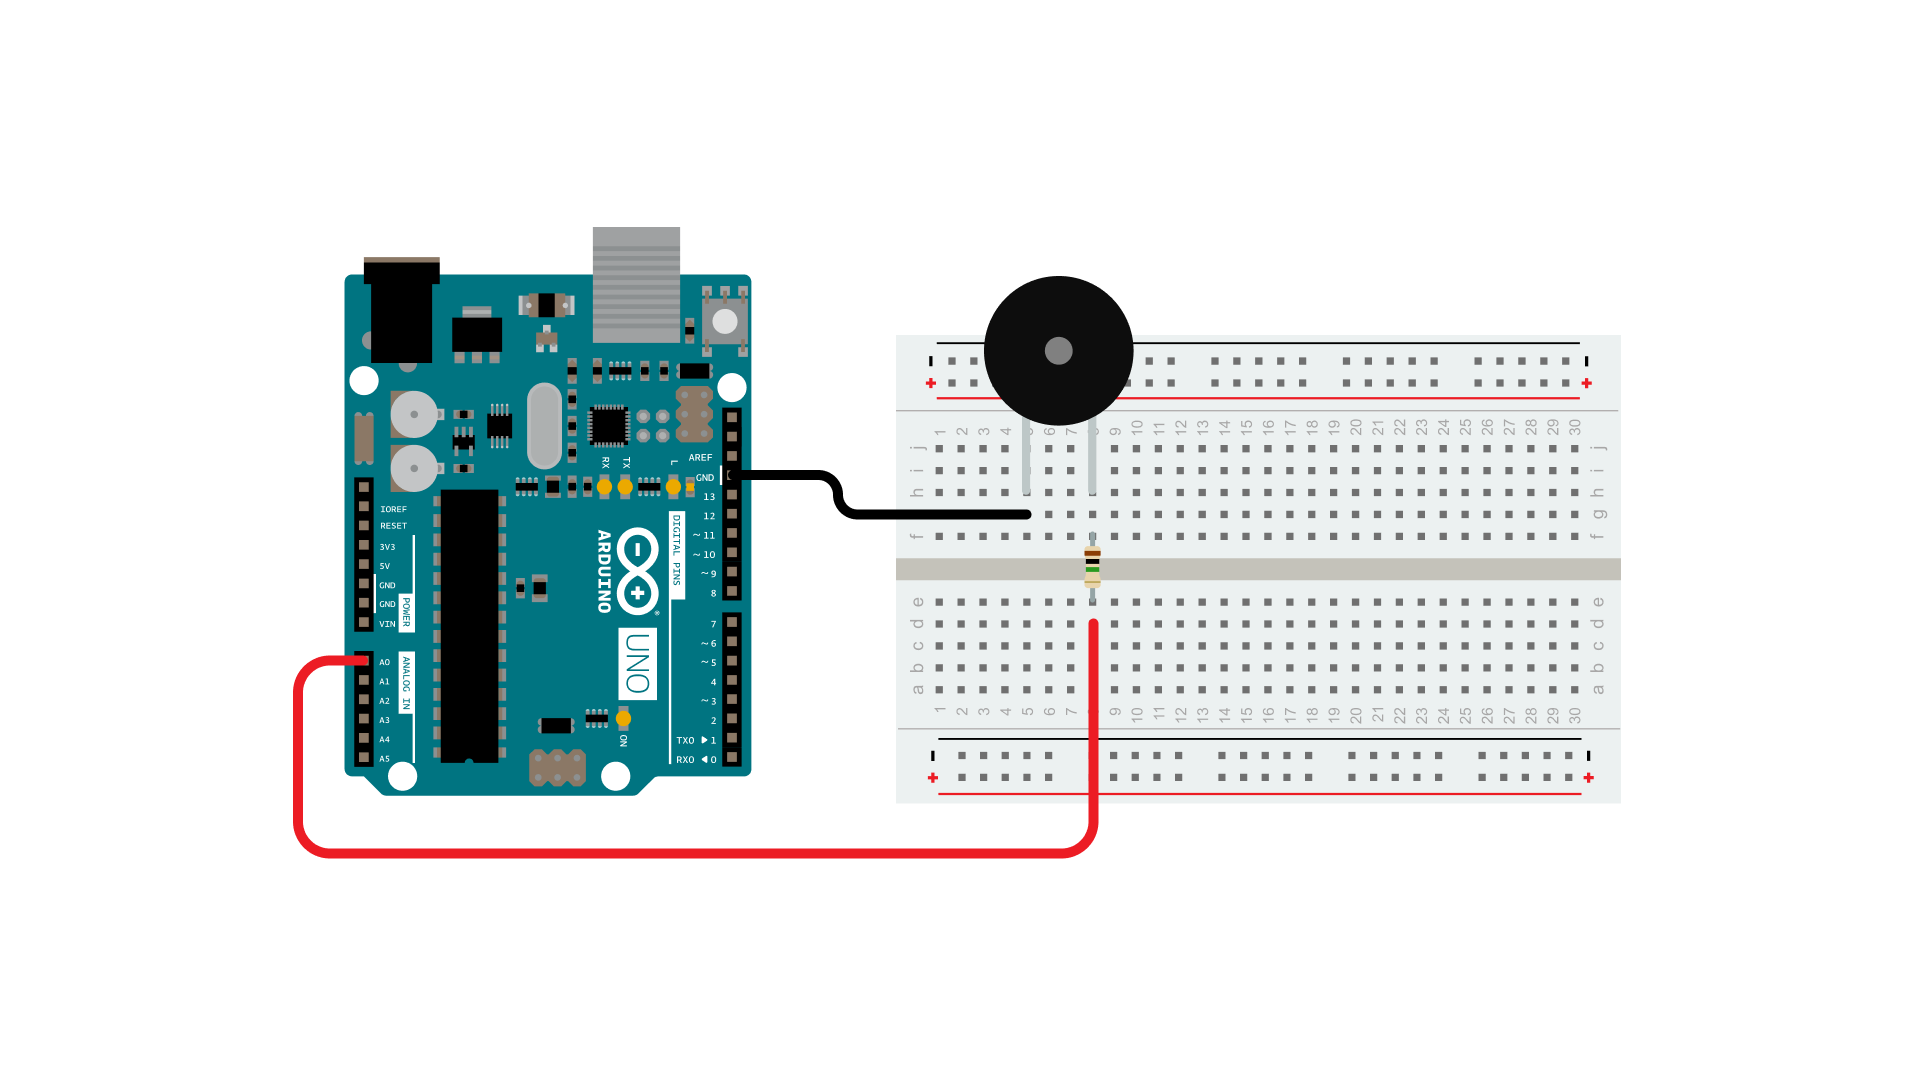 AREF
GND
13
12
~ 11
~ 10
~ 9
8
7
~ 6
~ 5
4
~ 3
2
TX0 ▶ 1
RX0 ◀ 0
DIGITAL PINS
RX
TX
L
ARDUINO
UNO
ON
IOREF
RESET
3V3
5V
GND
GND
VIN
POWER
A0
A1
A2
A3
A4
A5
ANALOG IN
1 2 3 4 6 7 9 10 11 12 13 14 15 16 17 18 19 20 21 22 23 24 25 26 27 28 29 30
j j
i i
h h
g g
f f
e e
d d
c c
b b
a a
1 2 3 4 5 6 7 9 10 11 12 13 14 15 16 17 18 19 20 21 22 23 24 25 26 27 28 29 30